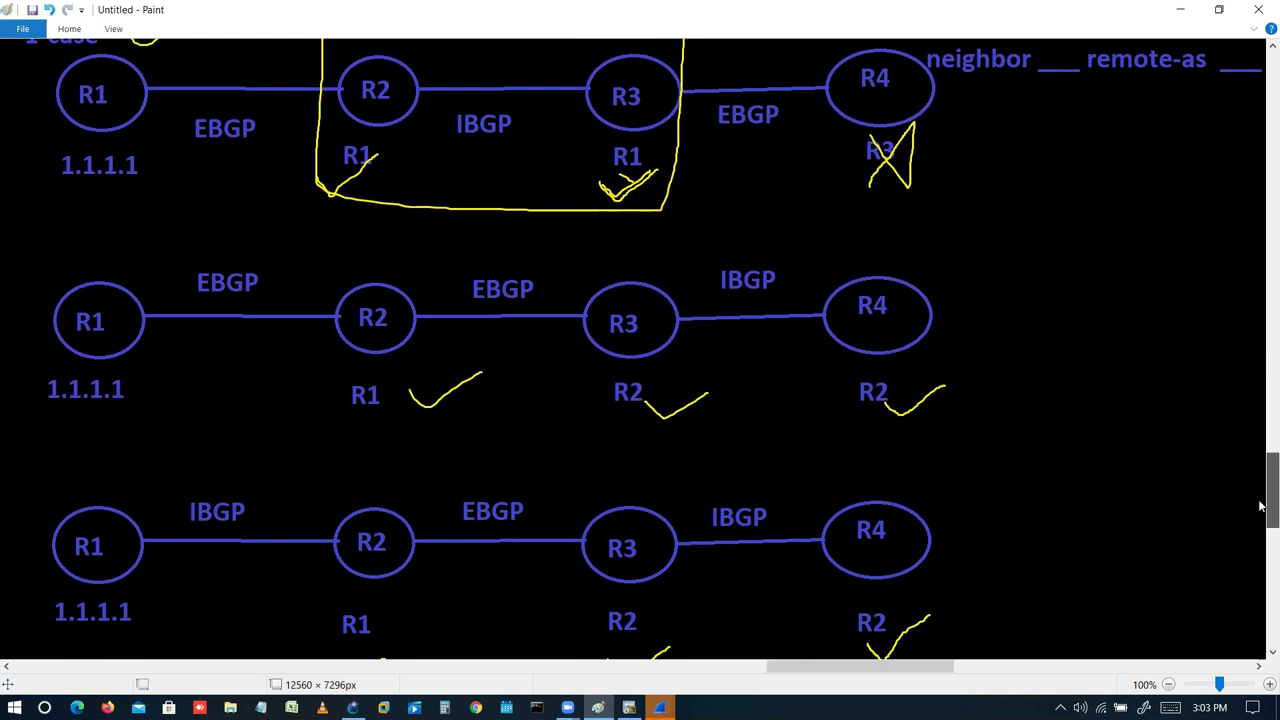 Untitled - Paint
File Home View
1 case
R1 R2 R3 R4 neighbor ___ remote-as ___
EBGP IBGP EBGP
1.1.1.1 R1 R1 R3
EBGP EBGP IBGP
R1 R2 R3 R4
1.1.1.1 R1 R2 R2
IBGP EBGP IBGP
R1 R2 R3 R4
1.1.1.1 R1 R2 R2
12560 × 7296px 100%
3:03 PM